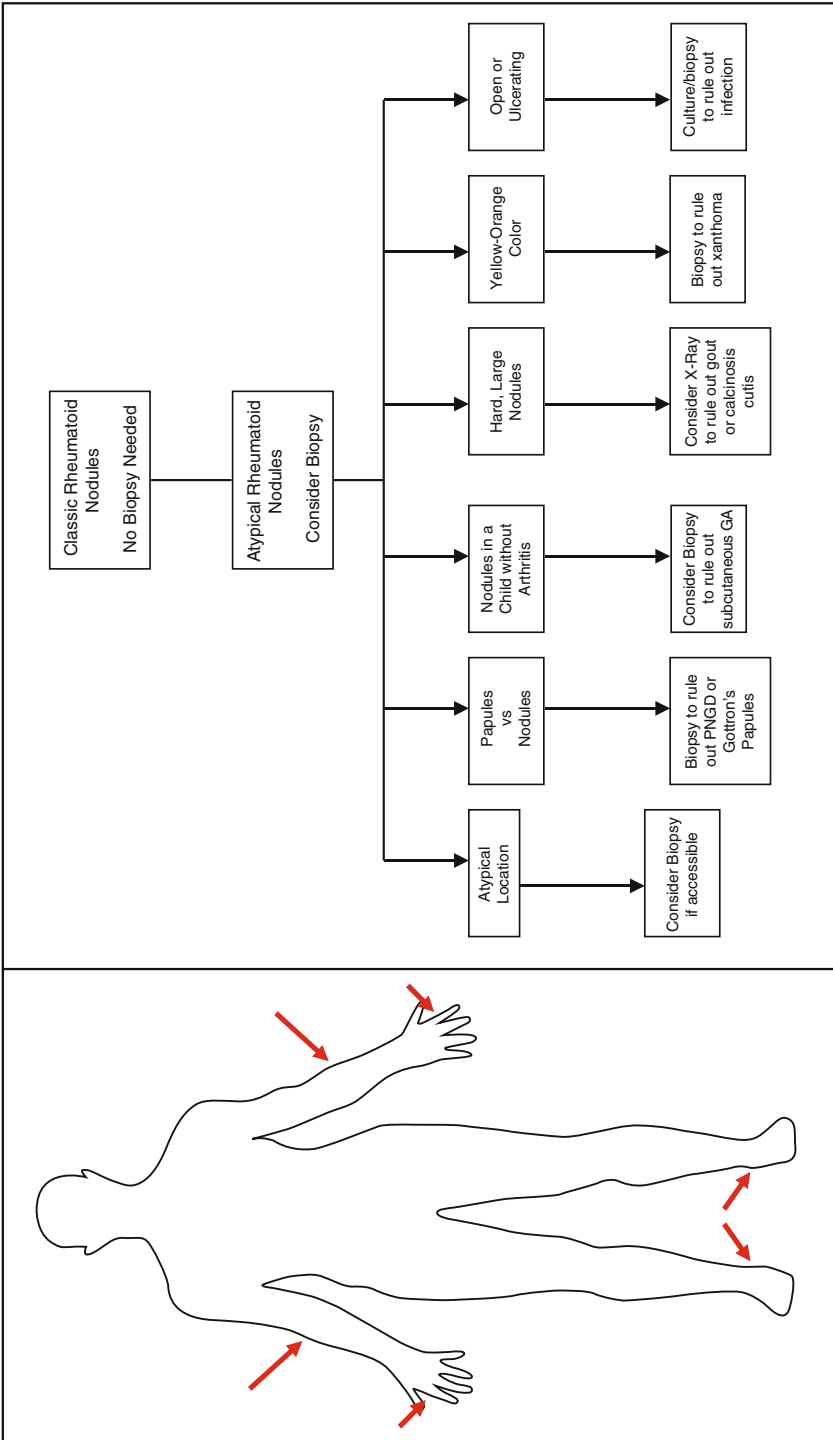 Classic Rheumatoid
Nodules
No Biopsy Needed
Atypical Rheumatoid
Nodules
Consider Biopsy
Atypical
Location
Papules
vs
Nodules
Nodules in a
Child without
Arthritis
Hard, Large
Nodules
Yellow-Orange
Color
Open or
Ulcerating
Consider Biopsy
if accessible
Biopsy to rule
out PNGD or
Gottron's
Papules
Consider Biopsy
to rule out
subcutaneous GA
Consider X-Ray
to rule out gout
or calcinosis
cutis
Biopsy to rule
out xanthoma
Culture/biopsy
to rule out
infection